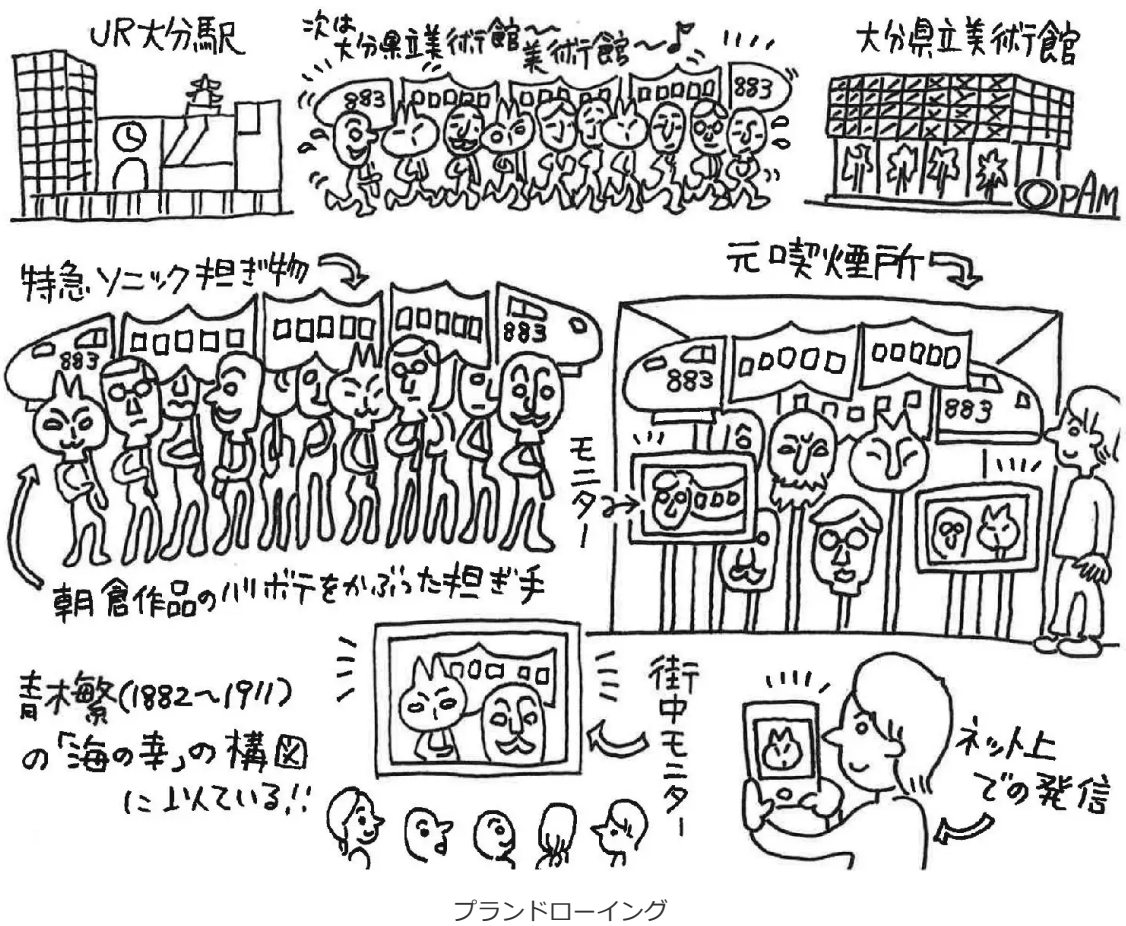 JR大分駅
次は
大分県立美術館〜
美術館〜♪
大分県立美術館
883
883
OPAM
特急ソニック担ぎ物
883
883
元喫煙所
883
883
モニター
朝倉作品のハリボテをかぶった担ぎ手
青木繁(1882〜1911)
の「海の幸」の構図
に似ている!!
街中モニター
ネット上
での発信
プランドローイング